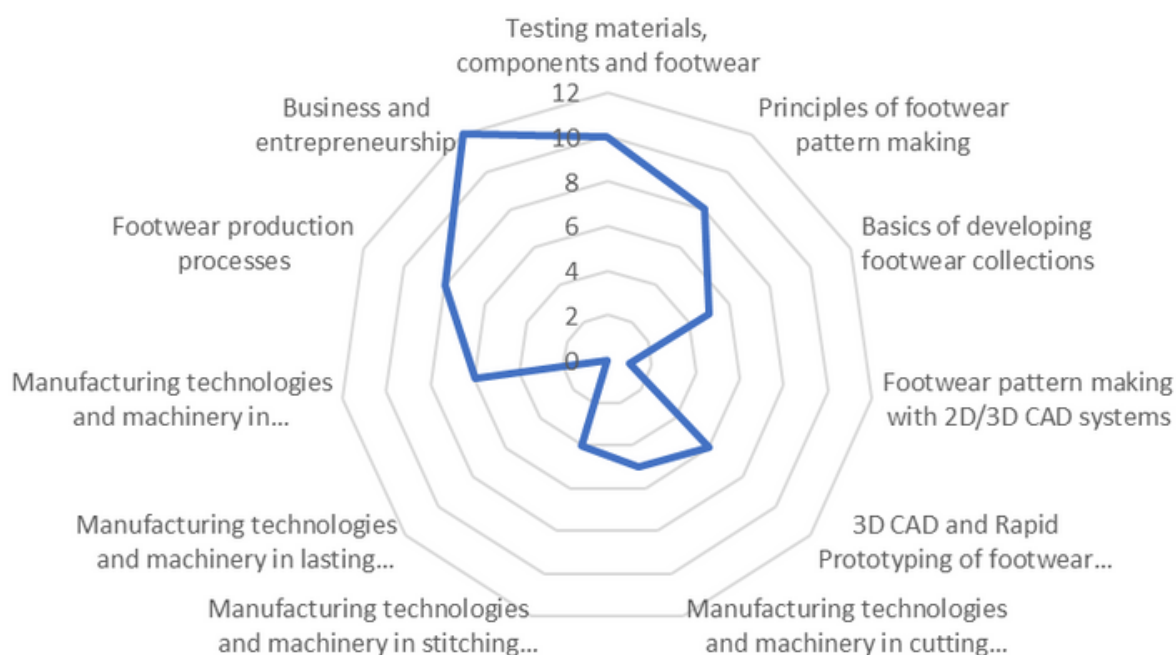 Testing materials,
components and footwear
Principles of footwear
pattern making
Basics of developing
footwear collections
Footwear pattern making
with 2D/3D CAD systems
3D CAD and Rapid
Prototyping of footwear...
Manufacturing technologies
and machinery in cutting...
Manufacturing technologies
and machinery in stitching...
Manufacturing technologies
and machinery in lasting...
Manufacturing technologies
and machinery in...
Footwear production
processes
Business and
entrepreneurship
12
10
8
6
4
2
0